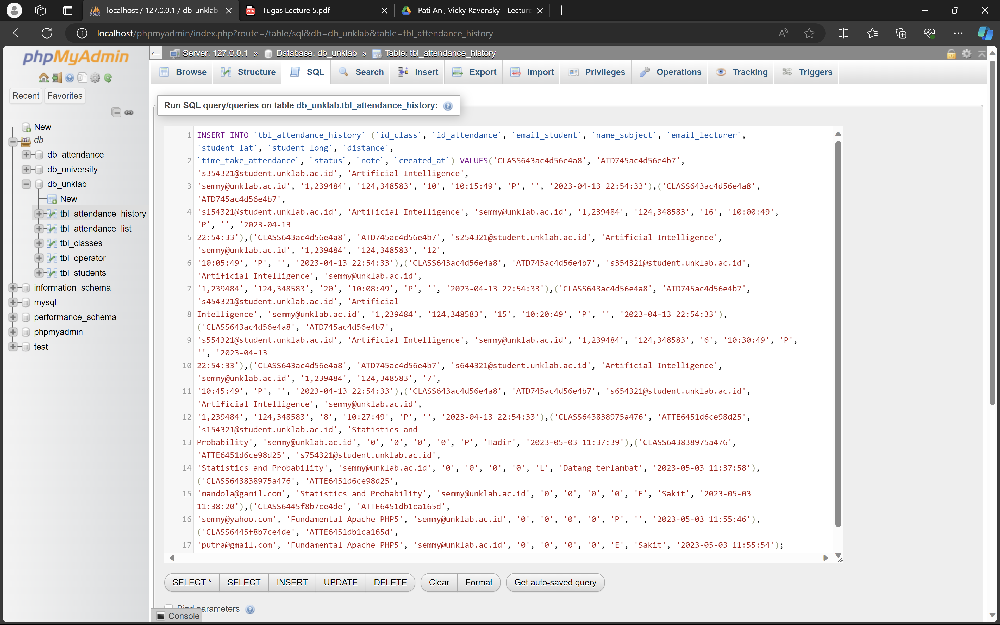 localhost / 127.0.0.1 / db_unklab
Tugas Lecture 5.pdf
Pati Ani, Vicky Ravensky - Lecture
localhost/phpmyadmin/index.php?route=/table/sql&db=db_unklab&table=tbl_attendance_history
phpMyAdmin
Recent
Favorites
New
db
db_attendance
db_university
db_unklab
New
tbl_attendance_history
tbl_attendance_list
tbl_classes
tbl_operator
tbl_students
information_schema
mysql
performance_schema
phpmyadmin
test
Server: 127.0.0.1 » Database: db_unklab » Table: tbl_attendance_history
Browse Structure SQL Search Insert Export Import Privileges Operations Tracking Triggers
Run SQL query/queries on table db_unklab.tbl_attendance_history:
1 INSERT INTO `tbl_attendance_history` (`id_class`, `id_attendance`, `email_student`, `name_subject`, `email_lecturer`,
`student_lat`, `student_long`, `distance`,
2 `time_take_attendance`, `status`, `note`, `created_at`) VALUES('CLASS643ac4d56e4a8', 'ATD745ac4d56e4b7',
's354321@student.unklab.ac.id', 'Artificial Intelligence',
3 'semmy@unklab.ac.id', '1,239484', '124,348583', '10', '10:15:49', 'P', '', '2023-04-13 22:54:33'),('CLASS643ac4d56e4a8',
'ATD745ac4d56e4b7',
4 's154321@student.unklab.ac.id', 'Artificial Intelligence', 'semmy@unklab.ac.id', '1,239484', '124,348583', '16', '10:00:49',
'P', '', '2023-04-13
5 22:54:33'),('CLASS643ac4d56e4a8', 'ATD745ac4d56e4b7', 's254321@student.unklab.ac.id', 'Artificial Intelligence',
'semmy@unklab.ac.id', '1,239484', '124,348583', '12',
6 '10:05:49', 'P', '', '2023-04-13 22:54:33'),('CLASS643ac4d56e4a8', 'ATD745ac4d56e4b7', 's354321@student.unklab.ac.id',
'Artificial Intelligence', 'semmy@unklab.ac.id',
7 '1,239484', '124,348583', '20', '10:08:49', 'P', '', '2023-04-13 22:54:33'),('CLASS643ac4d56e4a8', 'ATD745ac4d56e4b7',
's454321@student.unklab.ac.id', 'Artificial
8 Intelligence', 'semmy@unklab.ac.id', '1,239484', '124,348583', '15', '10:20:49', 'P', '', '2023-04-13 22:54:33'),
('CLASS643ac4d56e4a8', 'ATD745ac4d56e4b7',
9 's554321@student.unklab.ac.id', 'Artificial Intelligence', 'semmy@unklab.ac.id', '1,239484', '124,348583', '6', '10:30:49', 'P',
'', '2023-04-13
10 22:54:33'),('CLASS643ac4d56e4a8', 'ATD745ac4d56e4b7', 's644321@student.unklab.ac.id', 'Artificial Intelligence',
'semmy@unklab.ac.id', '1,239484', '124,348583', '7',
11 '10:45:49', 'P', '', '2023-04-13 22:54:33'),('CLASS643ac4d56e4a8', 'ATD745ac4d56e4b7', 's654321@student.unklab.ac.id',
'Artificial Intelligence', 'semmy@unklab.ac.id',
12 '1,239484', '124,348583', '8', '10:27:49', 'P', '', '2023-04-13 22:54:33'),('CLASS643838975a476', 'ATTE6451d6ce98d25',
's154321@student.unklab.ac.id', 'Statistics and
13 Probability', 'semmy@unklab.ac.id', '0', '0', '0', '0', 'P', 'Hadir', '2023-05-03 11:37:39'),('CLASS643838975a476',
'ATTE6451d6ce98d25', 's754321@student.unklab.ac.id',
14 'Statistics and Probability', 'semmy@unklab.ac.id', '0', '0', '0', '0', 'L', 'Datang terlambat', '2023-05-03 11:37:58'),
('CLASS643838975a476', 'ATTE6451d6ce98d25',
15 'mandola@gamil.com', 'Statistics and Probability', 'semmy@unklab.ac.id', '0', '0', '0', '0', 'E', 'Sakit', '2023-05-03
11:38:20'),('CLASS6445f8b7ce4de', 'ATTE6451db1ca165d',
16 'semmy@yahoo.com', 'Fundamental Apache PHP5', 'semmy@unklab.ac.id', '0', '0', '0', '0', 'P', '', '2023-05-03 11:55:46'),
('CLASS6445f8b7ce4de', 'ATTE6451db1ca165d',
17 'putra@gmail.com', 'Fundamental Apache PHP5', 'semmy@unklab.ac.id', '0', '0', '0', '0', 'E', 'Sakit', '2023-05-03 11:55:54');
SELECT * SELECT INSERT UPDATE DELETE Clear Format Get auto-saved query
Bind parameters
Console